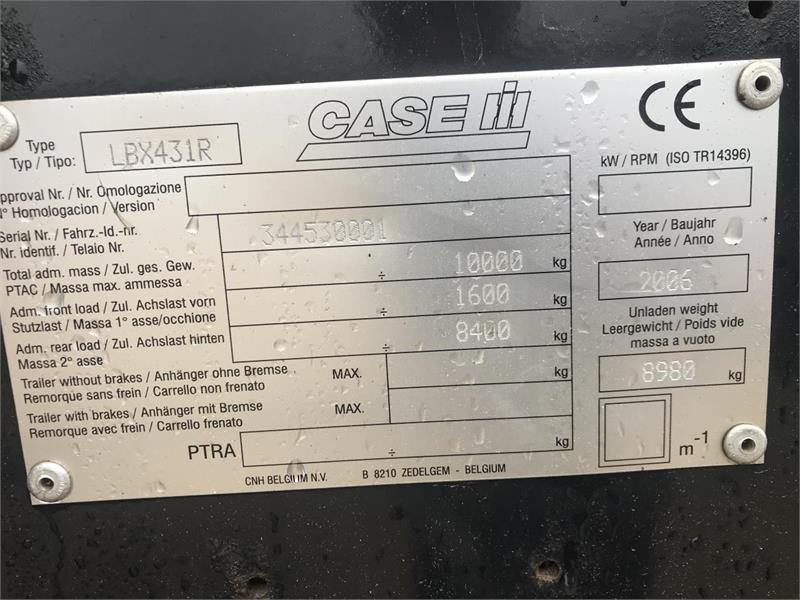 CASE III
CE
Type
Typ / Tipo:
LBX431R
kW / RPM (ISO TR14396)
pproval Nr. / Nr. Omologazione
N° Homologacion / Version
Serial Nr. / Fahrz.-Id.-nr.
Nr. identif. / Telaio Nr.
344530001
Year / Baujahr
Année / Anno
2006
Total adm. mass / Zul. ges. Gew.
PTAC / Massa max. ammessa
÷ 10000 kg
Adm. front load / Zul. Achslast vorn
Stutzlast / Massa 1° asse/occhione
÷ 1600 kg
Unladen weight
Leergewicht / Poids vide
massa a vuoto
8980 kg
Adm. rear load / Zul. Achslast hinten
Massa 2° asse
÷ 8400 kg
Trailer without brakes / Anhänger ohne Bremse
Remorque sans frein / Carrello non frenato
MAX. kg
Trailer with brakes / Anhänger mit Bremse
Remorque avec frein / Carrello frenato
MAX.
PTRA ÷ kg
m-1
CNH BELGIUM N.V. B 8210 ZEDELGEM - BELGIUM